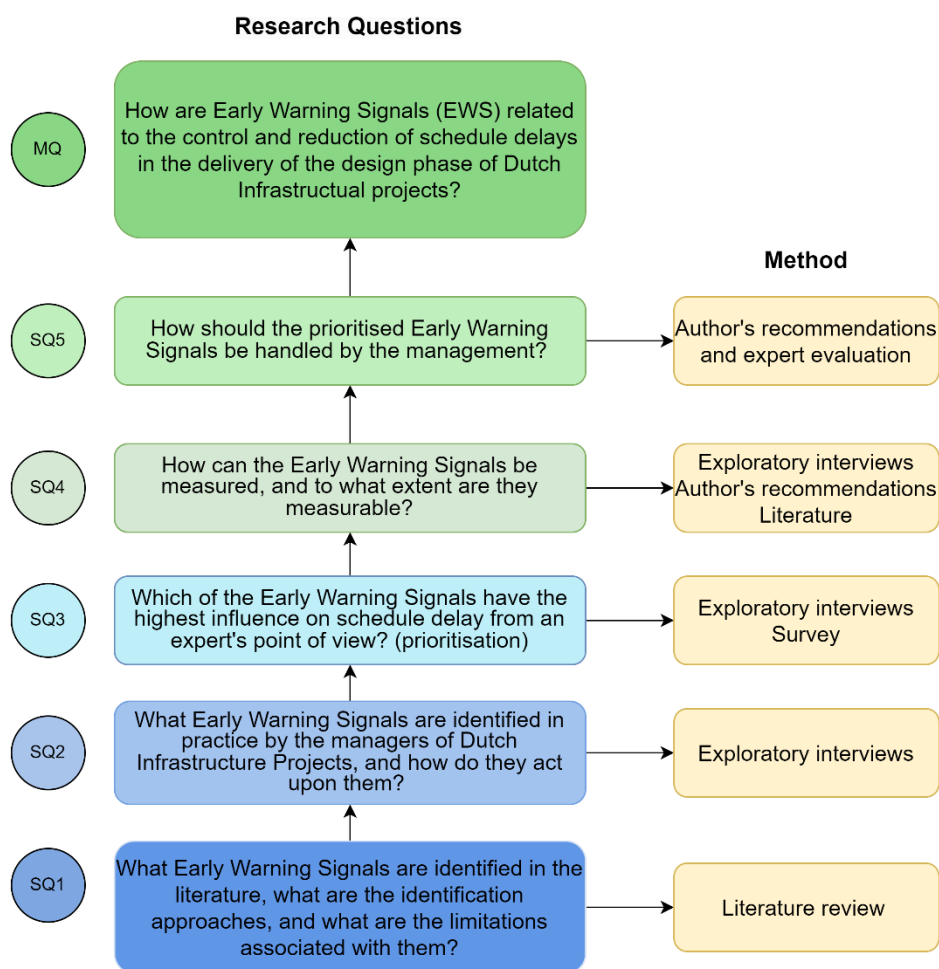 Research Questions
MQ
How are Early Warning Signals (EWS) related
to the control and reduction of schedule delays
in the delivery of the design phase of Dutch
Infrastructual projects?
Method
SQ5
How should the prioritised Early Warning
Signals be handled by the management?
Author's recommendations
and expert evaluation
SQ4
How can the Early Warning Signals be
measured, and to what extent are they
measurable?
Exploratory interviews
Author's recommendations
Literature
SQ3
Which of the Early Warning Signals have the
highest influence on schedule delay from an
expert's point of view? (prioritisation)
Exploratory interviews
Survey
SQ2
What Early Warning Signals are identified in
practice by the managers of Dutch
Infrastructure Projects, and how do they act
upon them?
Exploratory interviews
SQ1
What Early Warning Signals are identified in the
literature, what are the identification
approaches, and what are the limitations
associated with them?
Literature review